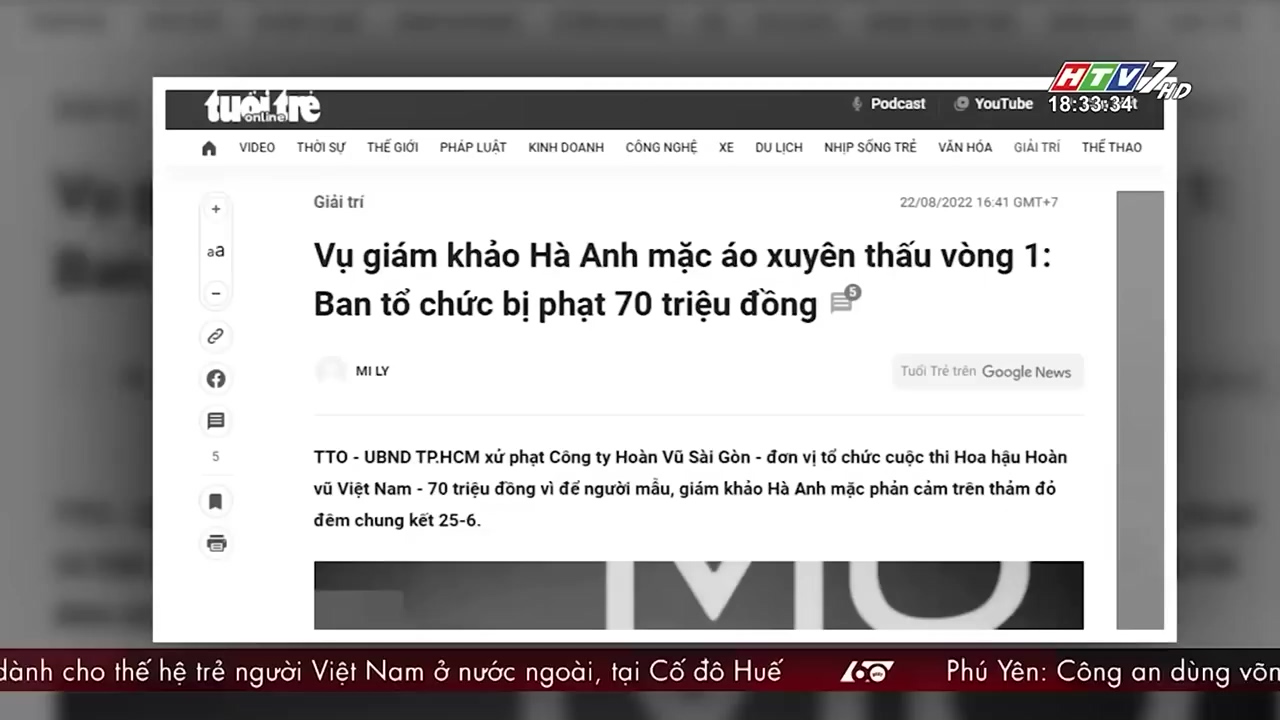 HTV7 HD
18:33:34
tuổi trẻ
online
Podcast
YouTube
VIDEO THỜI SỰ THẾ GIỚI PHÁP LUẬT KINH DOANH CÔNG NGHỆ XE DU LỊCH NHỊP SỐNG TRẺ VĂN HÓA GIẢI TRÍ THỂ THAO
Giải trí
22/08/2022 16:41 GMT+7
+
aa
−
Vụ giám khảo Hà Anh mặc áo xuyên thấu vòng 1:
Ban tổ chức bị phạt 70 triệu đồng 5
MI LY
Tuổi Trẻ trên Google News
5
TTO - UBND TP.HCM xử phạt Công ty Hoàn Vũ Sài Gòn - đơn vị tổ chức cuộc thi Hoa hậu Hoàn
vũ Việt Nam - 70 triệu đồng vì để người mẫu, giám khảo Hà Anh mặc phản cảm trên thảm đỏ
đêm chung kết 25-6.
dành cho thế hệ trẻ người Việt Nam ở nước ngoài, tại Cố đô Huế
60
Phú Yên: Công an dùng võn